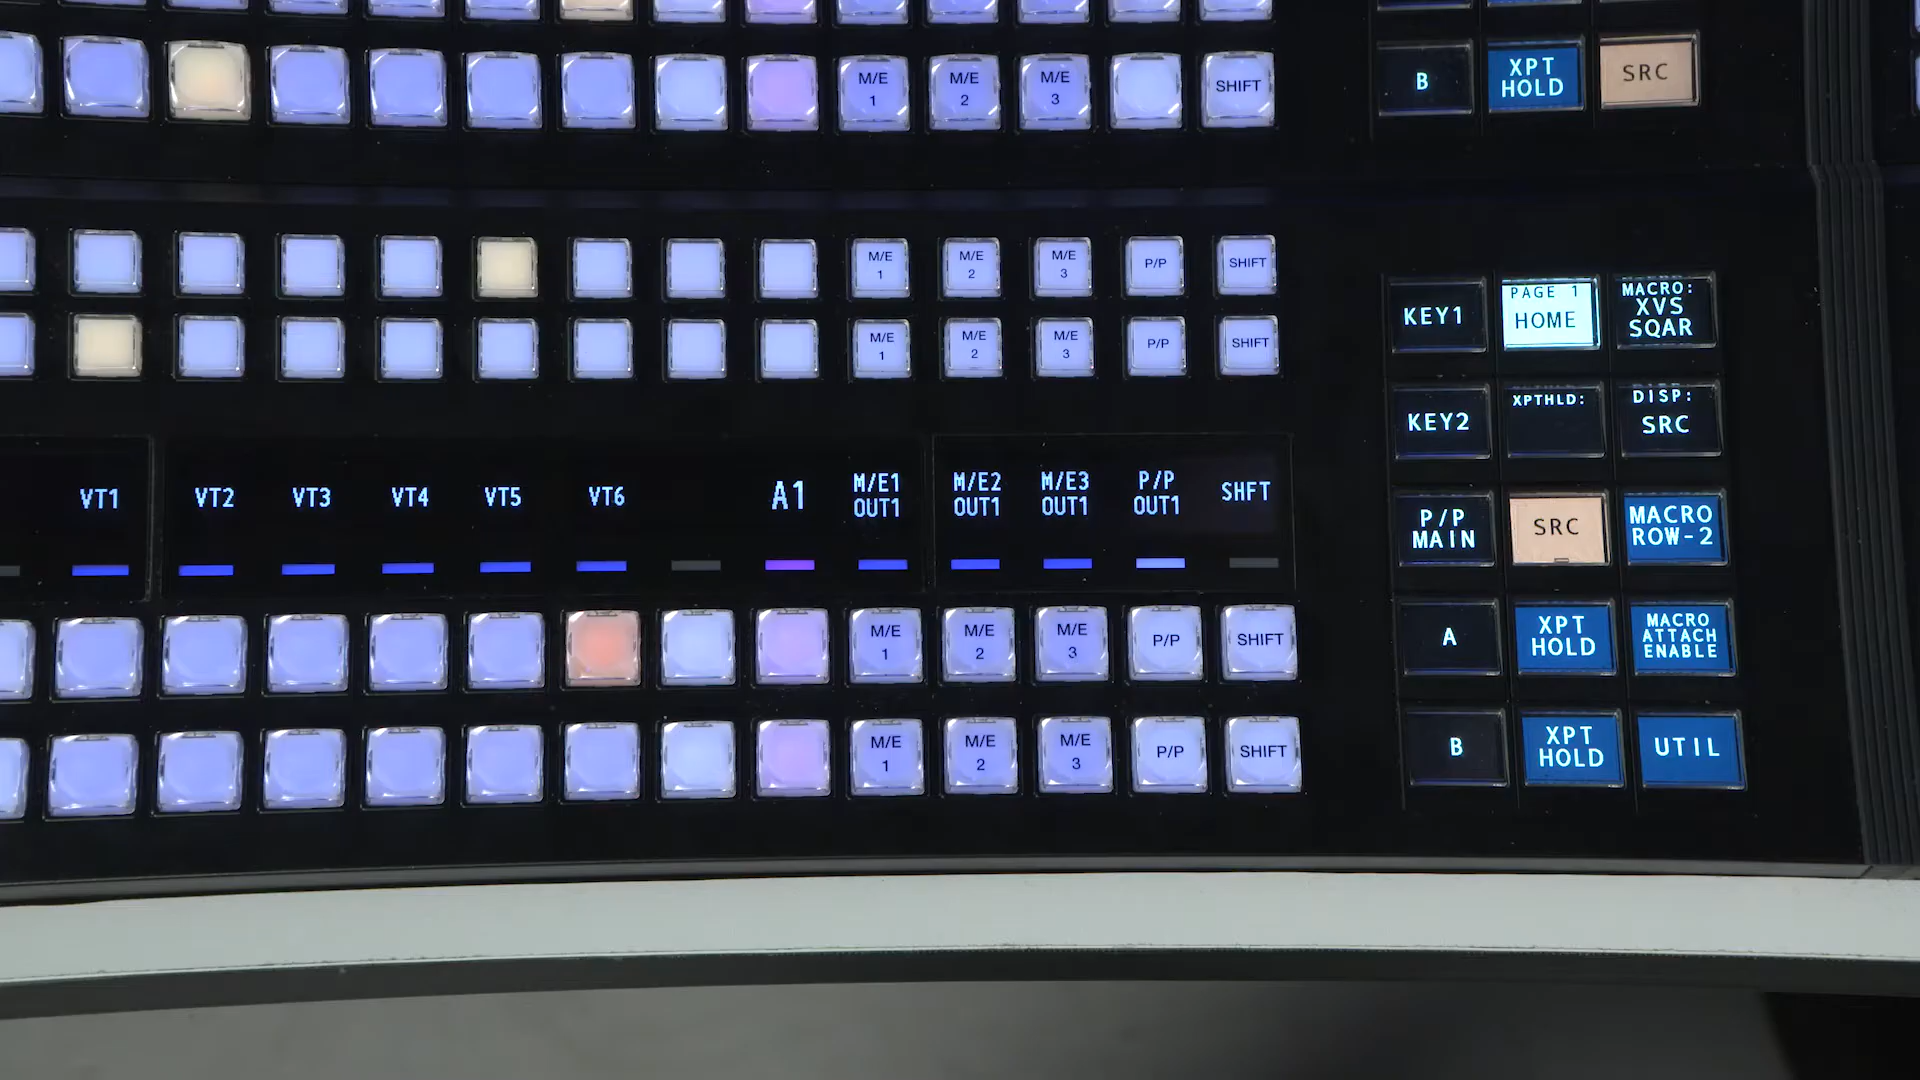 M/E
1
M/E
2
M/E
3
SHIFT
B
XPT
HOLD
SRC
M/E
1
M/E
2
M/E
3
P/P
SHIFT
M/E
1
M/E
2
M/E
3
P/P
SHIFT
KEY1
PAGE 1
HOME
MACRO:
XVS
SQAR
KEY2
XPTHLD:
DISP:
SRC
VT1
VT2
VT3
VT4
VT5
VT6
A1
M/E1
OUT1
M/E2
OUT1
M/E3
OUT1
P/P
OUT1
SHFT
P/P
MAIN
SRC
MACRO
ROW-2
M/E
1
M/E
2
M/E
3
P/P
SHIFT
A
XPT
HOLD
MACRO
ATTACH
ENABLE
M/E
1
M/E
2
M/E
3
P/P
SHIFT
B
XPT
HOLD
UTIL